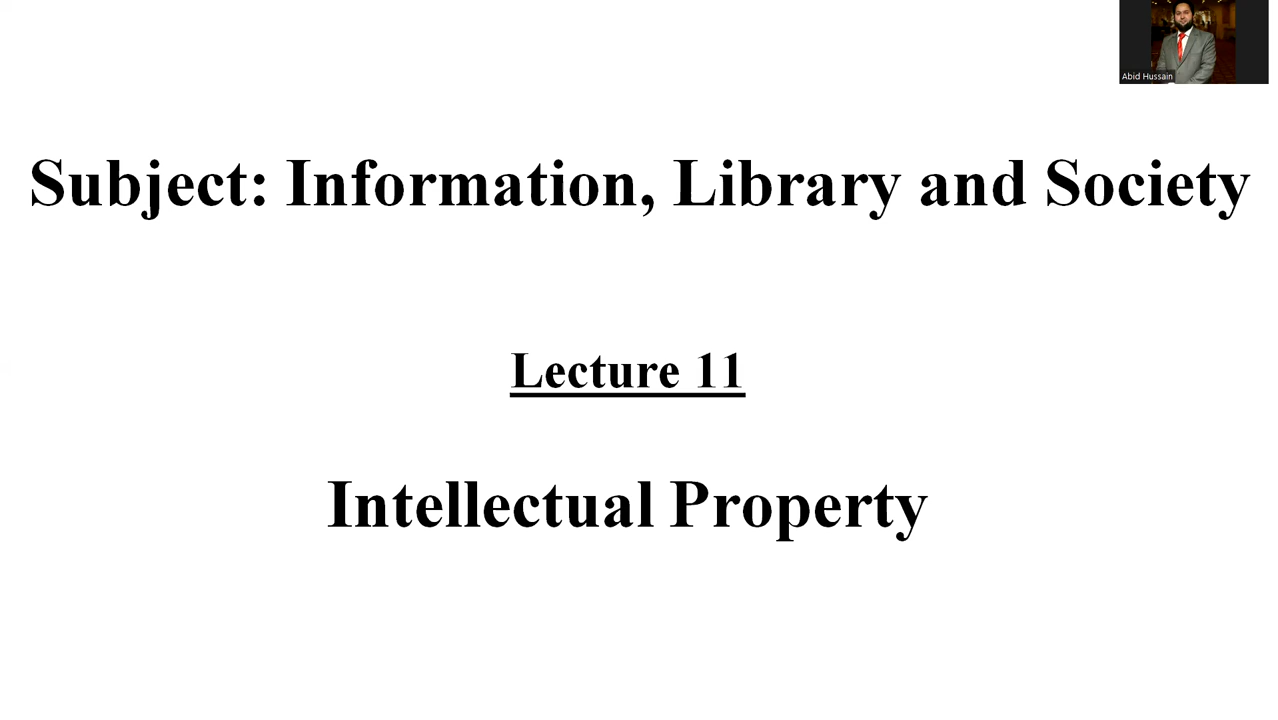 Abid Hussain
Subject: Information, Library and Society
Lecture 11
Intellectual Property